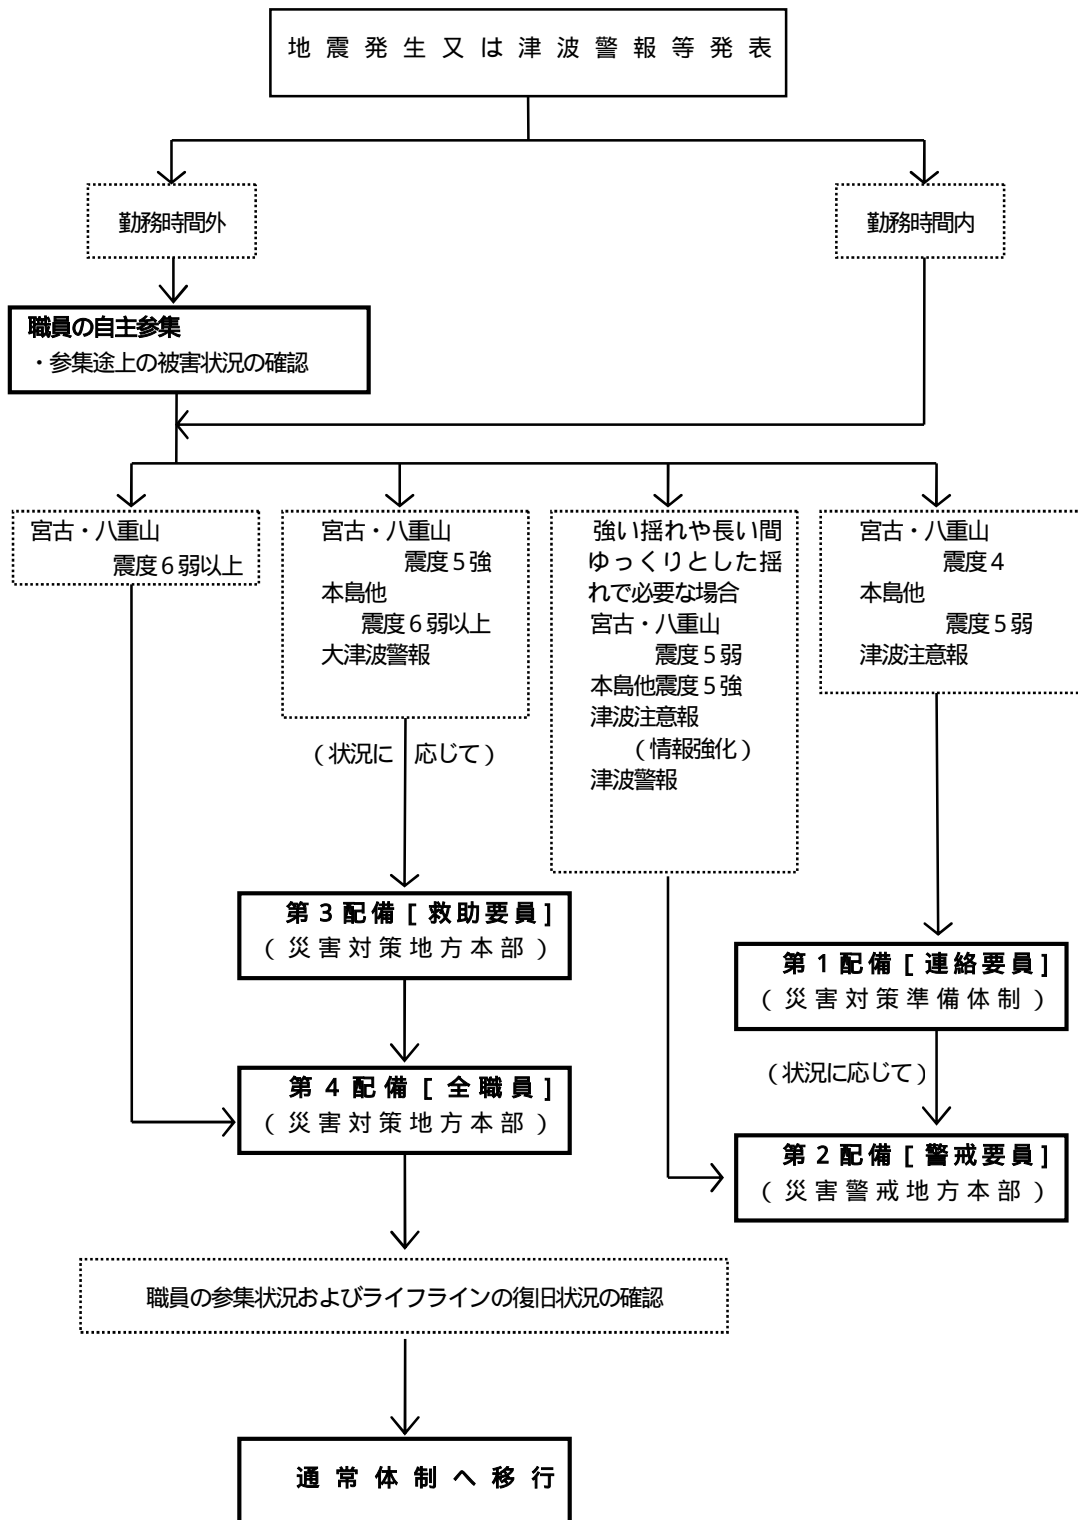 地震発生又は津波警報等発表
勤務時間外
勤務時間内
職員の自主参集
・参集途上の被害状況の確認
宮古・八重山
震度6弱以上
宮古・八重山
震度5強
本島他
震度6弱以上
大津波警報
強い揺れや長い間
ゆっくりとした揺
れで必要な場合
宮古・八重山
震度5弱
本島他震度5強
津波注意報
(情報強化)
津波警報
宮古・八重山
震度4
本島他
震度5弱
津波注意報
(状況に 応じて)
第3配備[救助要員]
(災害対策地方本部)
第1配備[連絡要員]
(災害対策準備体制)
(状況に応じて)
第4配備[全職員]
(災害対策地方本部)
第2配備[警戒要員]
(災害警戒地方本部)
職員の参集状況およびライフラインの復旧状況の確認
通常体制へ移行